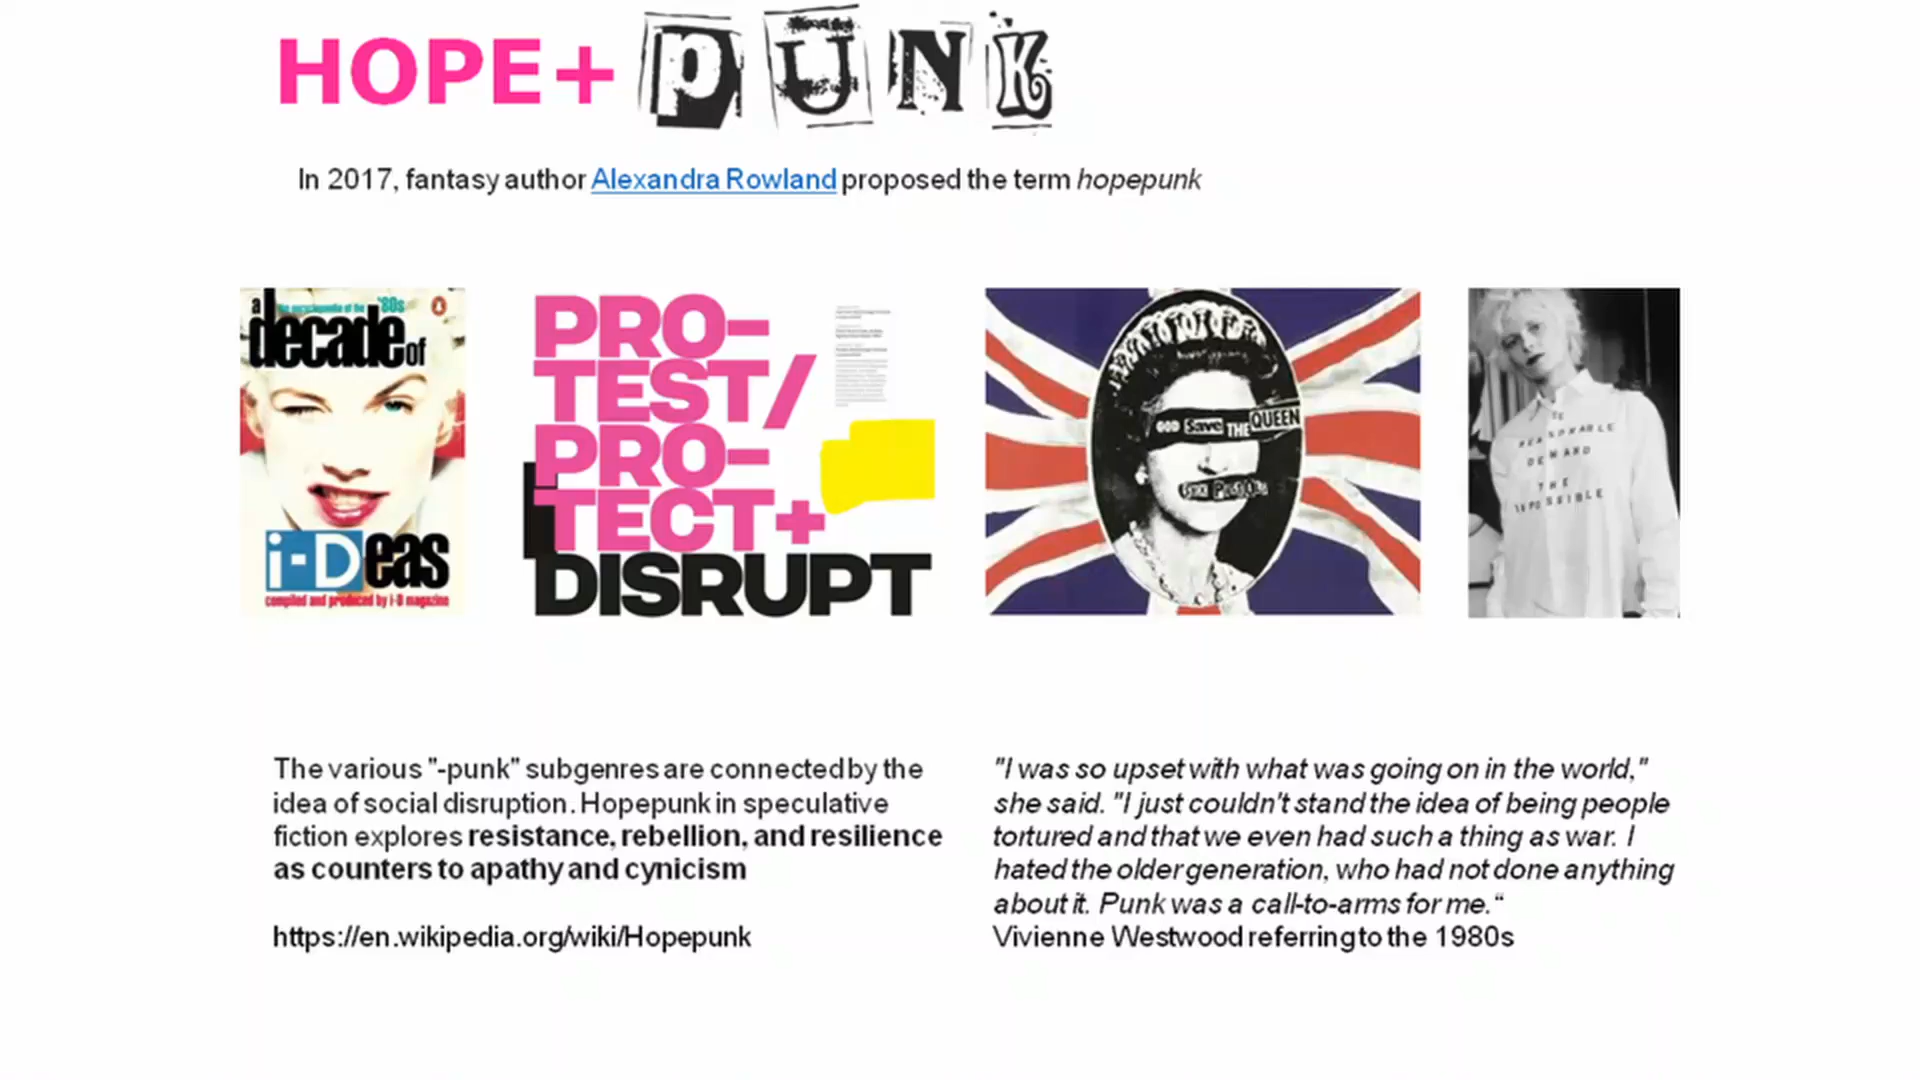 HOPE+ PUNK
In 2017, fantasy author Alexandra Rowland proposed the term hopepunk
a
the encyclopaedia of the '80s
decade of
i-Deas
compiled and produced by i-D magazine
PRO-
TEST/
PRO-
TECT+
DISRUPT
GOD Save THE QUEEN
SEX PISTOLS
BE
REASONABLE
DEMAND
THE
IMPOSSIBLE
The various "-punk" subgenres are connected by the
idea of social disruption. Hopepunk in speculative
fiction explores resistance, rebellion, and resilience
as counters to apathy and cynicism
https://en.wikipedia.org/wiki/Hopepunk
"I was so upset with what was going on in the world,"
she said. "I just couldn't stand the idea of being people
tortured and that we even had such a thing as war. I
hated the older generation, who had not done anything
about it. Punk was a call-to-arms for me.“
Vivienne Westwood referring to the 1980s